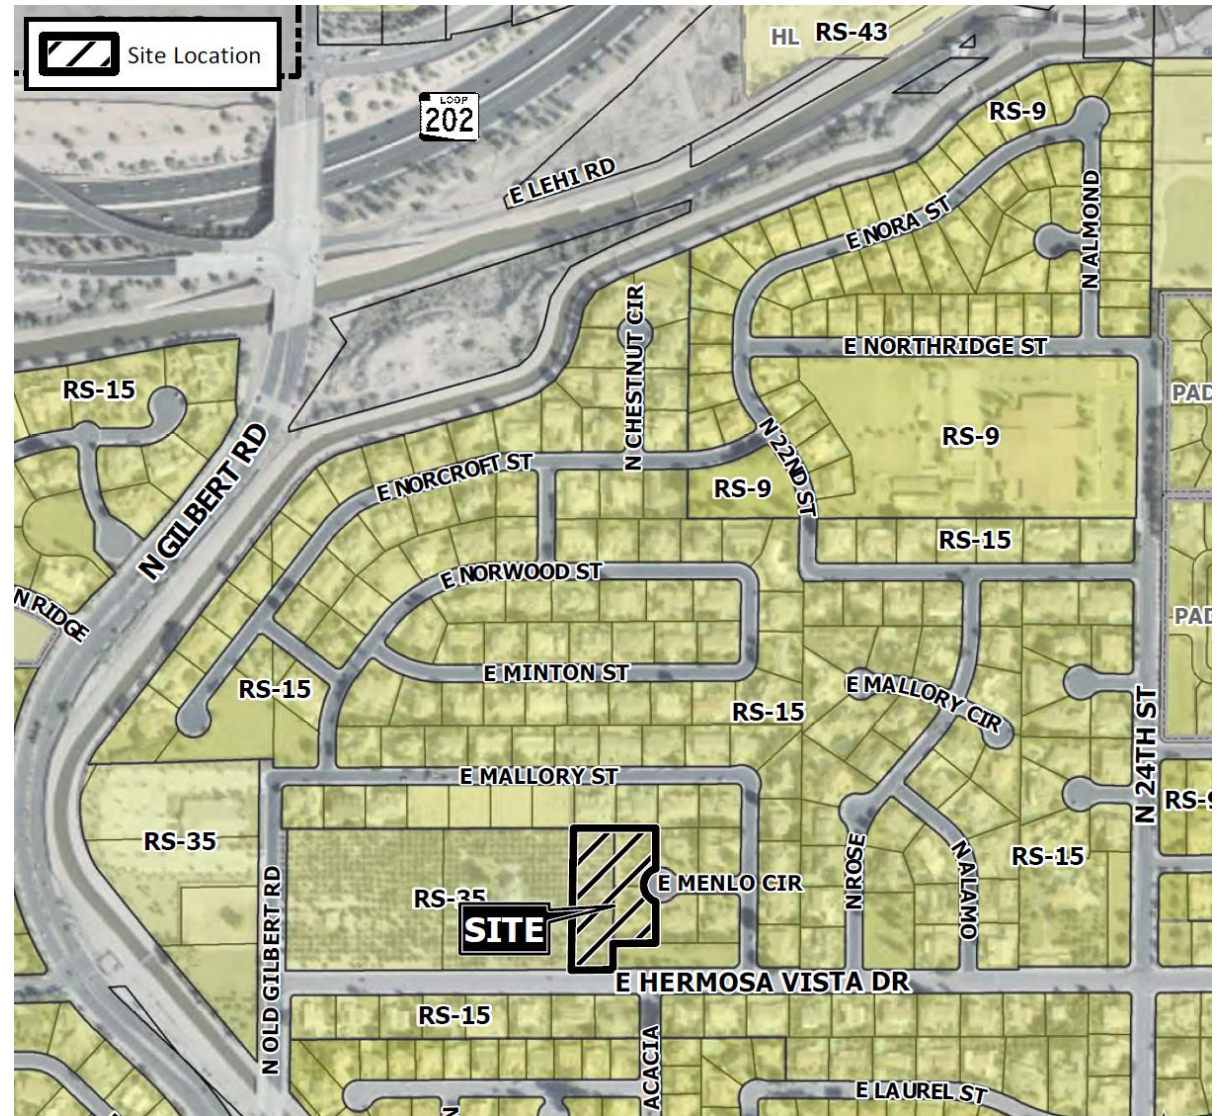 Site Location
HL RS-43
LOOP
202
RS-9
E LEHI RD
N ALMOND
E NORA ST
N CHESTNUT CIR
E NORTHRIDGE ST
RS-15
PAD
N GILBERT RD
N 22ND ST
RS-9
E NORCROFT ST
RS-9
RS-15
E NORWOOD ST
N RIDGE
PAD
E MINTON ST
RS-15
E MALLORY CIR
RS-15
N 24TH ST
E MALLORY ST
RS-9
RS-35
N ROSE
N ALAMO
RS-15
E MENLO CIR
RS-35
SITE
N OLD GILBERT RD
E HERMOSA VISTA DR
RS-15
ACACIA
E LAUREL ST
N